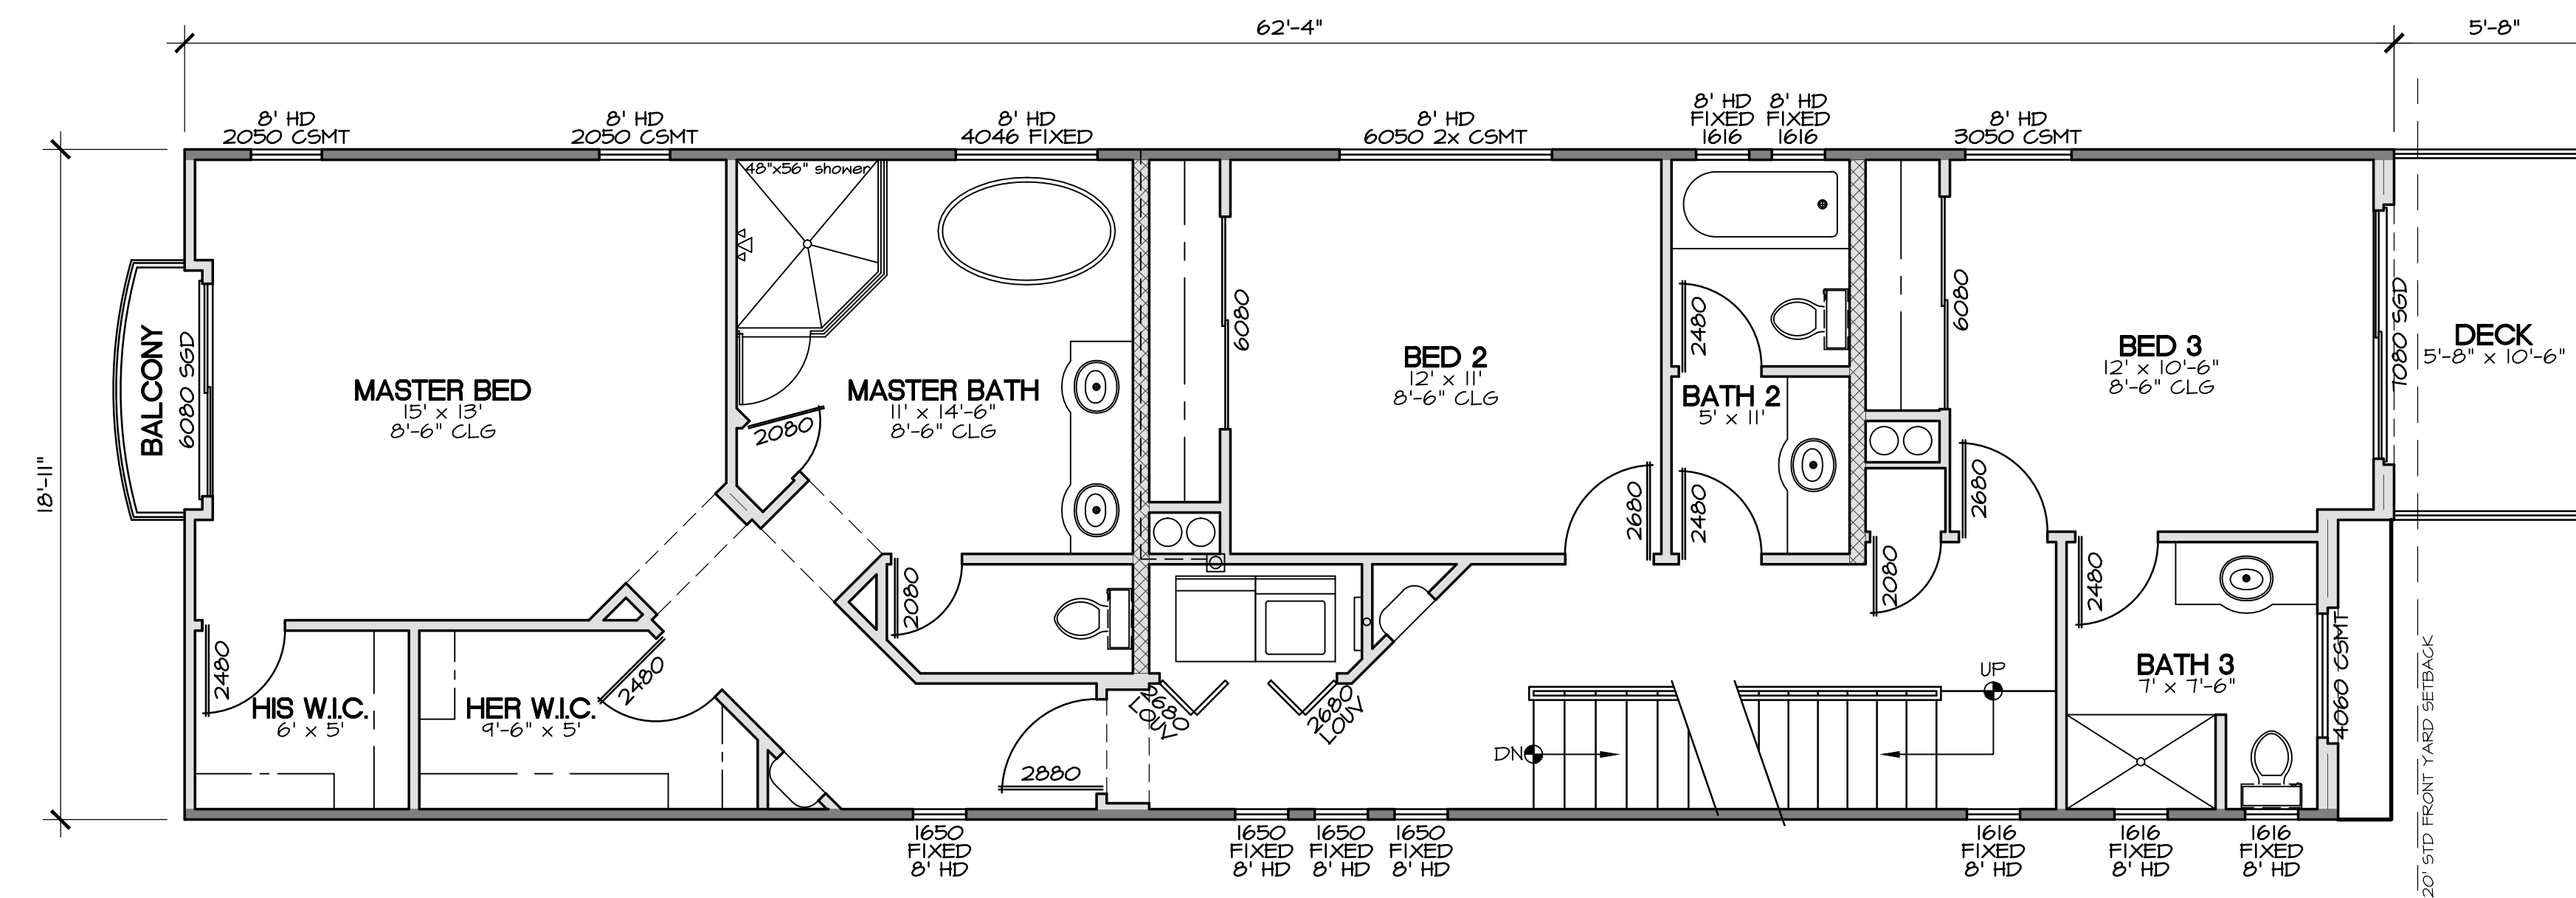 62'-4"
5'-8"
8' HD
2050 CSMT
8' HD
2050 CSMT
8' HD
4046 FIXED
8' HD
6050 2x CSMT
8' HD
FIXED
1616
8' HD
FIXED
1616
8' HD
3050 CSMT
18'-11"
BALCONY
6080 SGD
MASTER BED
15' x 13'
8'-6" CLG
48"x56" shower
2080
MASTER BATH
11' x 14'-6"
8'-6" CLG
6080
BED 2
12' x 11'
8'-6" CLG
2680
2480
BATH 2
5' x 11'
2480
6080
2680
2080
BED 3
12' x 10'-6"
8'-6" CLG
1080 SGD
DECK
5'-8" x 10'-6"
2480
HIS W.I.C.
6' x 5'
HER W.I.C.
9'-6" x 5'
2480
2080
2880
2680
LOUV
2680
LOUV
DN
UP
2480
BATH 3
7' x 7'-6"
4060 CSMT
20' STD FRONT YARD SETBACK
1650
FIXED
8' HD
1650
FIXED
8' HD
1650
FIXED
8' HD
1650
FIXED
8' HD
1616
FIXED
8' HD
1616
FIXED
8' HD
1616
FIXED
8' HD